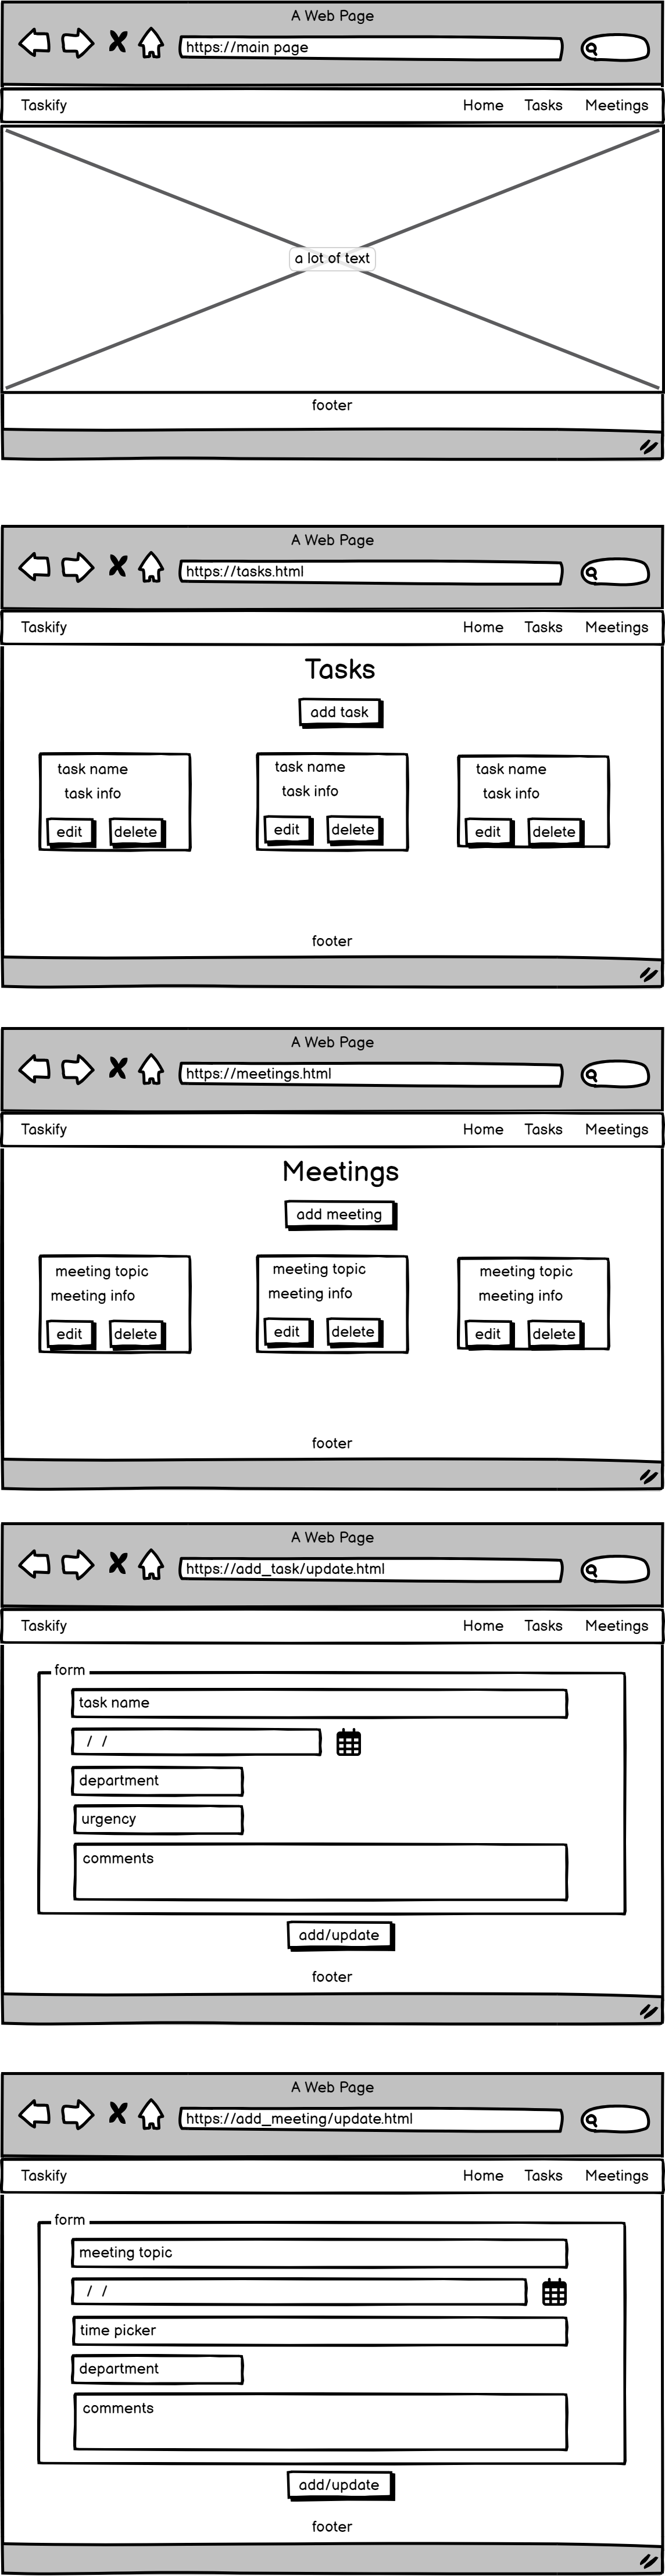 A Web Page
https://main page
Taskify Home Tasks Meetings
a lot of text
footer
A Web Page
https://tasks.html
Taskify Home Tasks Meetings
Tasks
add task
task name task name task name
task info task info task info
edit delete edit delete edit delete
footer
A Web Page
https://meetings.html
Taskify Home Tasks Meetings
Meetings
add meeting
meeting topic meeting topic meeting topic
meeting info meeting info meeting info
edit delete edit delete edit delete
footer
A Web Page
https://add_task/update.html
Taskify Home Tasks Meetings
form
task name
/ /
department
urgency
comments
add/update
footer
A Web Page
https://add_meeting/update.html
Taskify Home Tasks Meetings
form
meeting topic
/ /
time picker
department
comments
add/update
footer